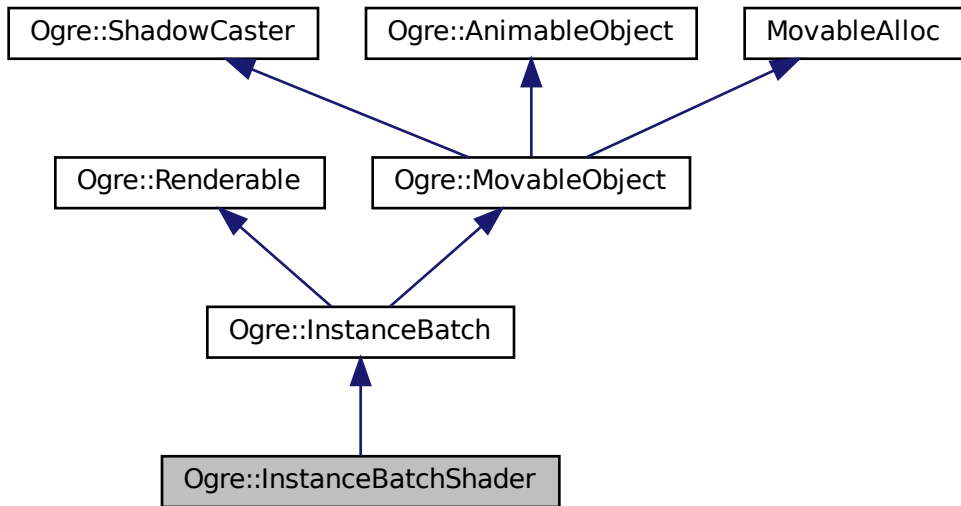 Ogre::ShadowCaster
Ogre::AnimableObject
MovableAlloc
Ogre::Renderable
Ogre::MovableObject
Ogre::InstanceBatch
Ogre::InstanceBatchShader